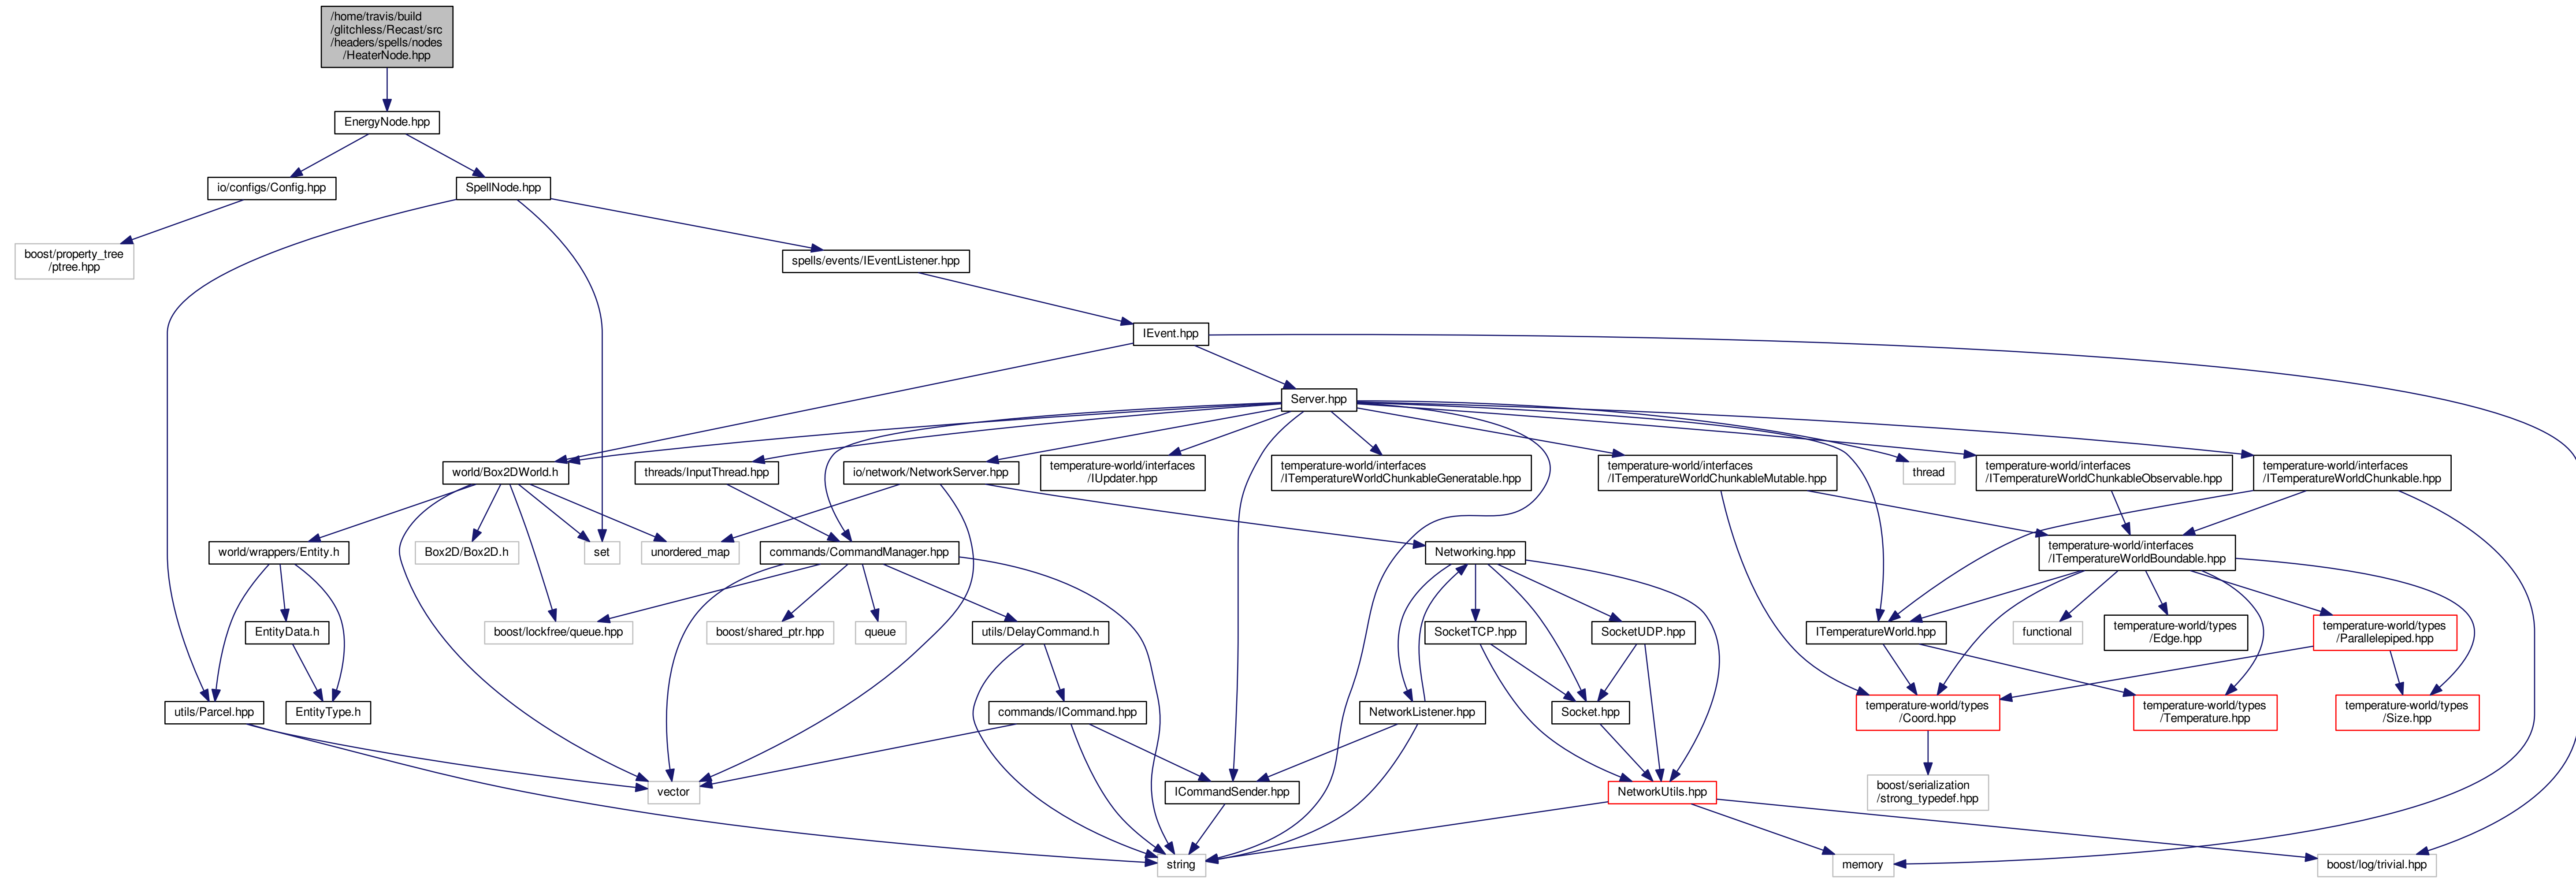 /home/travis/build
/glitchless/Recast/src
/headers/spells/nodes
/HeaterNode.hpp
EnergyNode.hpp
io/configs/Config.hpp
SpellNode.hpp
boost/property_tree
/ptree.hpp
spells/events/IEventListener.hpp
IEvent.hpp
Server.hpp
world/Box2DWorld.h
threads/InputThread.hpp
io/network/NetworkServer.hpp
temperature-world/interfaces
/IUpdater.hpp
temperature-world/interfaces
/ITemperatureWorldChunkableGeneratable.hpp
temperature-world/interfaces
/ITemperatureWorldChunkableMutable.hpp
thread
temperature-world/interfaces
/ITemperatureWorldChunkableObservable.hpp
temperature-world/interfaces
/ITemperatureWorldChunkable.hpp
world/wrappers/Entity.h
Box2D/Box2D.h
set
unordered_map
commands/CommandManager.hpp
Networking.hpp
temperature-world/interfaces
/ITemperatureWorldBoundable.hpp
EntityData.h
boost/lockfree/queue.hpp
boost/shared_ptr.hpp
queue
utils/DelayCommand.h
SocketTCP.hpp
SocketUDP.hpp
ITemperatureWorld.hpp
functional
temperature-world/types
/Edge.hpp
temperature-world/types
/Parallelepiped.hpp
utils/Parcel.hpp
EntityType.h
commands/ICommand.hpp
NetworkListener.hpp
Socket.hpp
temperature-world/types
/Coord.hpp
temperature-world/types
/Temperature.hpp
temperature-world/types
/Size.hpp
vector
ICommandSender.hpp
NetworkUtils.hpp
boost/serialization
/strong_typedef.hpp
string
memory
boost/log/trivial.hpp